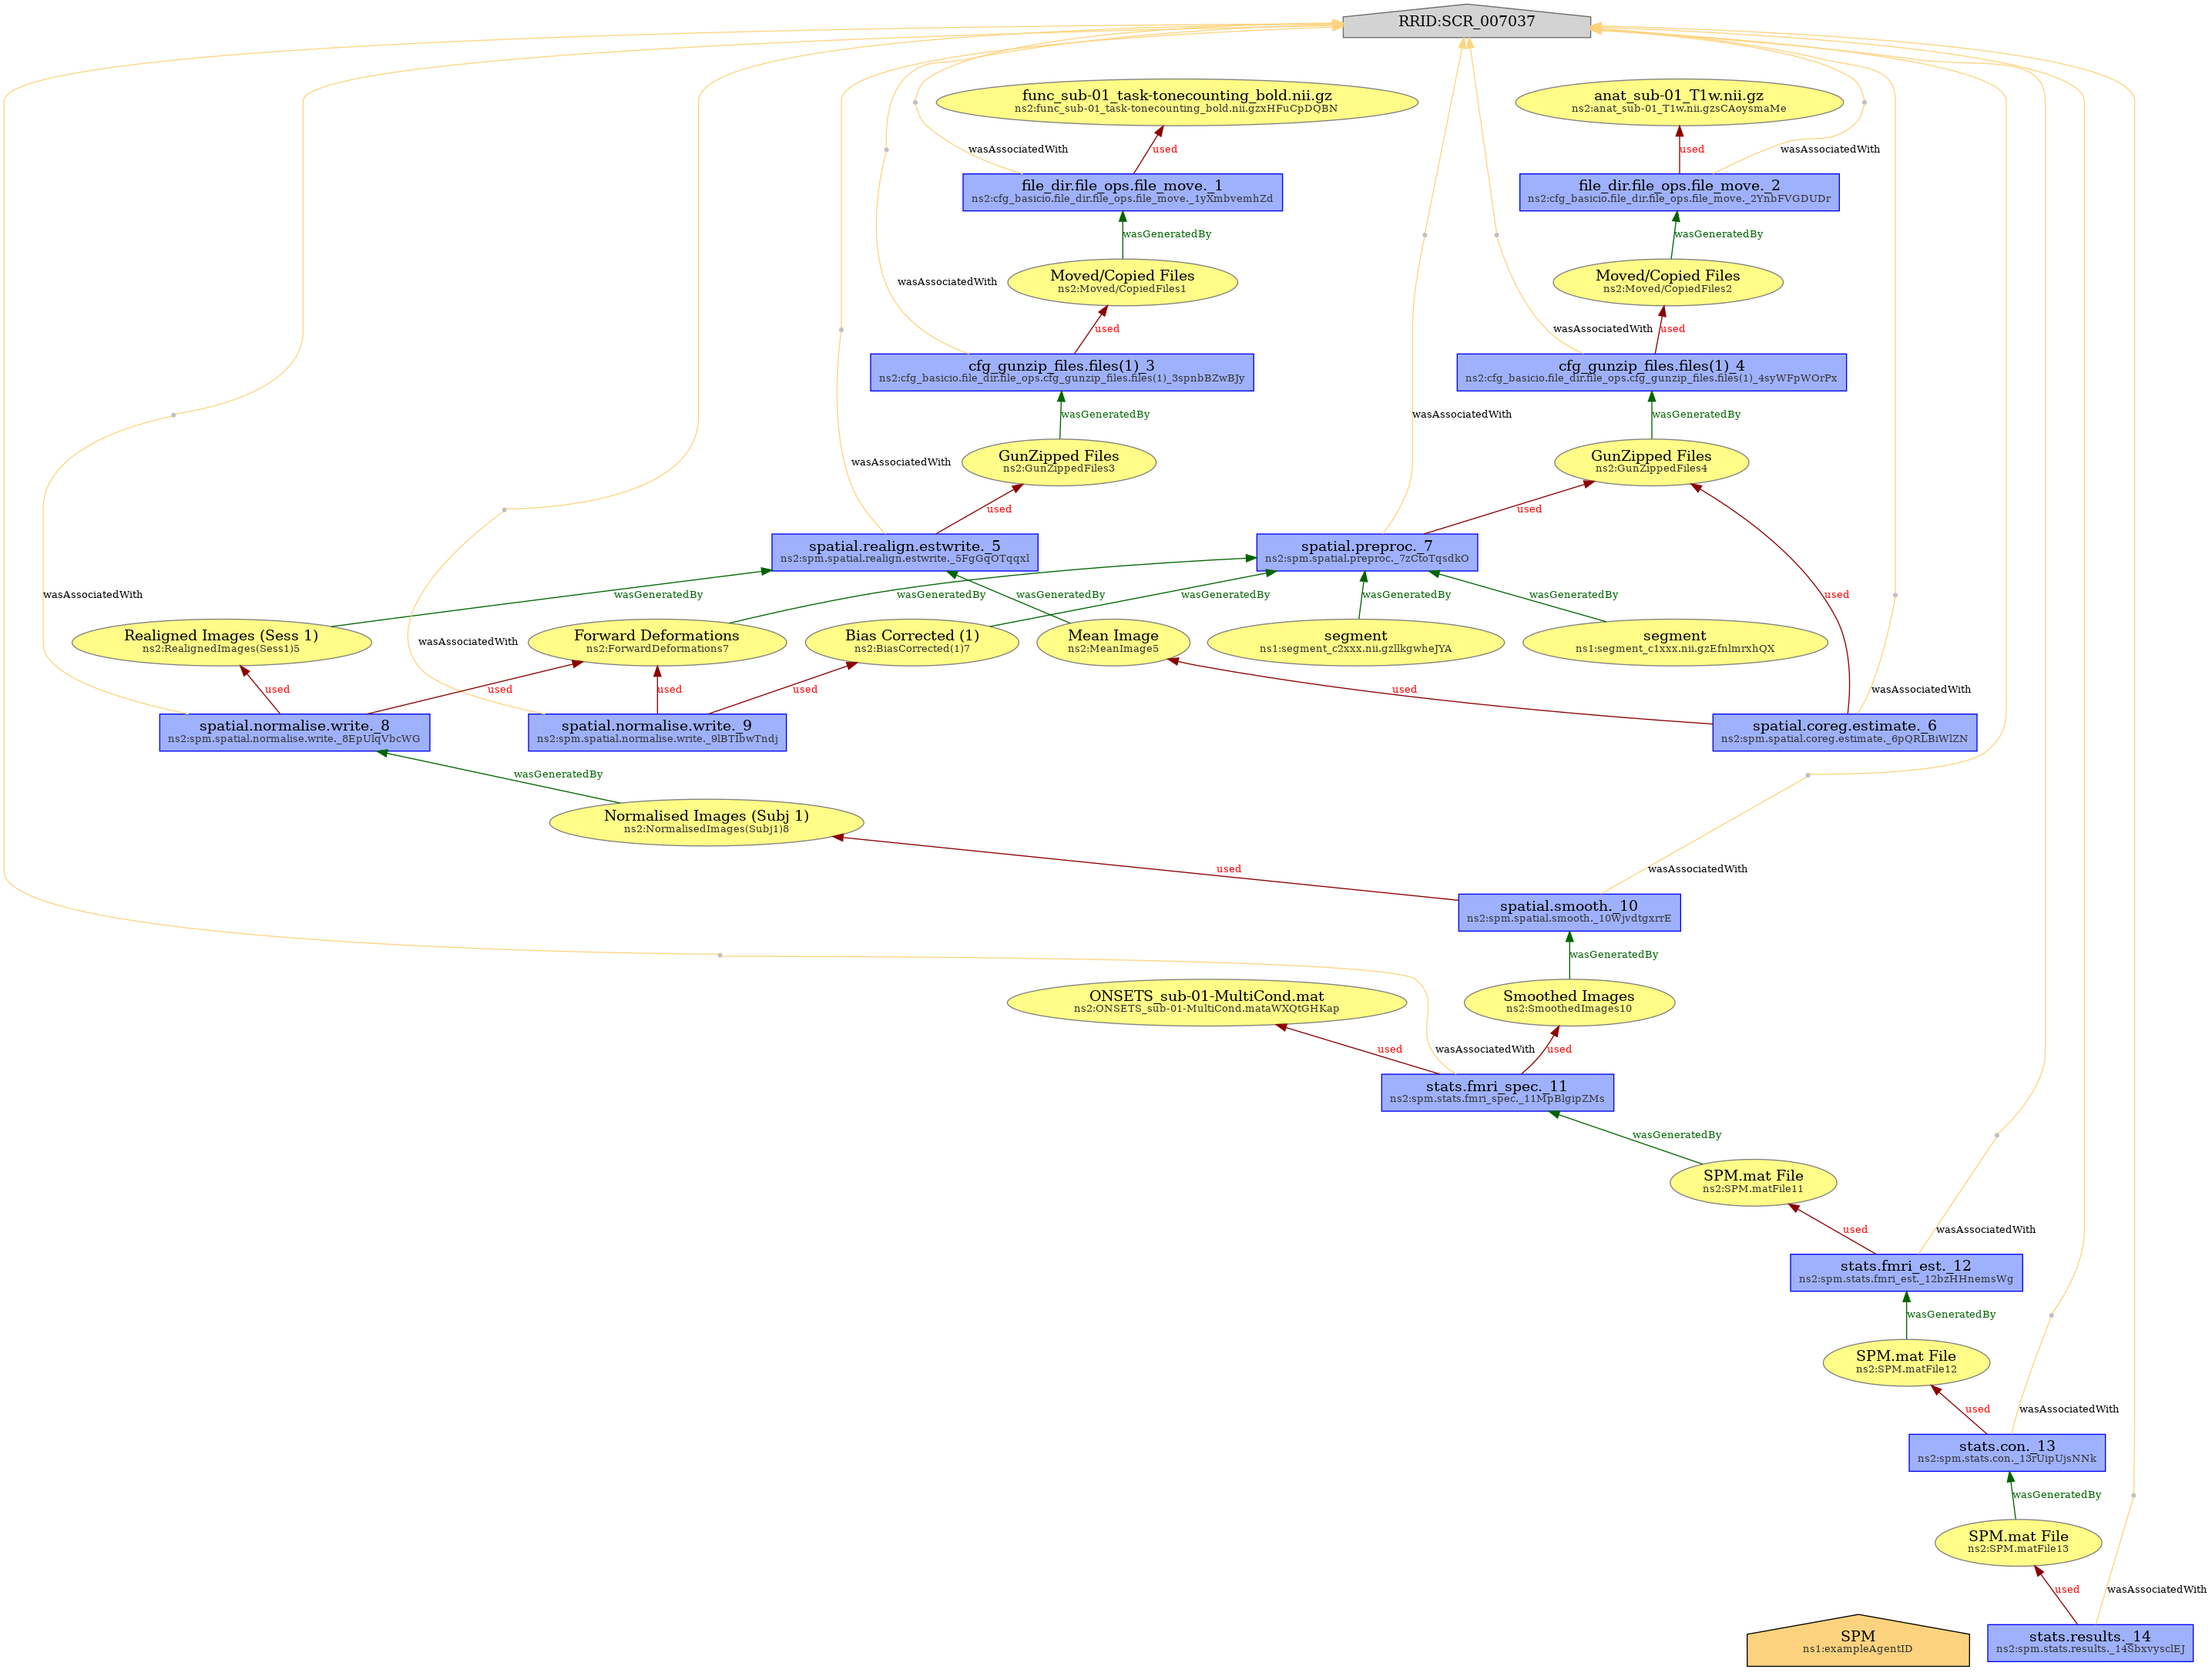 RRID:SCR_007037
func_sub-01_task-tonecounting_bold.nii.gz
ns2:func_sub-01_task-tonecounting_bold.nii.gzxHFuCpDQBN
anat_sub-01_T1w.nii.gz
ns2:anat_sub-01_T1w.nii.gzsCAoysmaMe
wasAssociatedWith
used
used
wasAssociatedWith
file_dir.file_ops.file_move._1
ns2:cfg_basicio.file_dir.file_ops.file_move._1yXmbvemhZd
file_dir.file_ops.file_move._2
ns2:cfg_basicio.file_dir.file_ops.file_move._2YnbFVGDUDr
wasGeneratedBy
wasGeneratedBy
Moved/Copied Files
ns2:Moved/CopiedFiles1
Moved/Copied Files
ns2:Moved/CopiedFiles2
wasAssociatedWith
used
wasAssociatedWith
used
cfg_gunzip_files.files(1)_3
ns2:cfg_basicio.file_dir.file_ops.cfg_gunzip_files.files(1)_3spnbBZwBJy
cfg_gunzip_files.files(1)_4
ns2:cfg_basicio.file_dir.file_ops.cfg_gunzip_files.files(1)_4syWFpWOrPx
wasGeneratedBy
wasAssociatedWith
wasGeneratedBy
GunZipped Files
ns2:GunZippedFiles3
GunZipped Files
ns2:GunZippedFiles4
wasAssociatedWith
used
used
spatial.realign.estwrite._5
ns2:spm.spatial.realign.estwrite._5FgGqOTqqxl
spatial.preproc._7
ns2:spm.spatial.preproc._7zCtoTqsdkO
wasAssociatedWith
wasGeneratedBy
wasGeneratedBy
wasGeneratedBy
wasGeneratedBy
wasGeneratedBy
wasGeneratedBy
used
Realigned Images (Sess 1)
ns2:RealignedImages(Sess1)5
wasAssociatedWith
Forward Deformations
ns2:ForwardDeformations7
Bias Corrected (1)
ns2:BiasCorrected(1)7
Mean Image
ns2:MeanImage5
segment
ns1:segment_c2xxx.nii.gzllkgwheJYA
segment
ns1:segment_c1xxx.nii.gzEfnlmrxhQX
used
used
used
used
used
wasAssociatedWith
spatial.normalise.write._8
ns2:spm.spatial.normalise.write._8EpUlqVbcWG
spatial.normalise.write._9
ns2:spm.spatial.normalise.write._9lBTIbwTndj
spatial.coreg.estimate._6
ns2:spm.spatial.coreg.estimate._6pQRLBiWlZN
wasGeneratedBy
Normalised Images (Subj 1)
ns2:NormalisedImages(Subj1)8
used
wasAssociatedWith
spatial.smooth._10
ns2:spm.spatial.smooth._10WjvdtgxrrE
wasGeneratedBy
ONSETS_sub-01-MultiCond.mat
ns2:ONSETS_sub-01-MultiCond.mataWXQtGHKap
Smoothed Images
ns2:SmoothedImages10
used
wasAssociatedWith
used
stats.fmri_spec._11
ns2:spm.stats.fmri_spec._11MpBlgipZMs
wasGeneratedBy
SPM.mat File
ns2:SPM.matFile11
used
wasAssociatedWith
stats.fmri_est._12
ns2:spm.stats.fmri_est._12bzHHnemsWg
wasGeneratedBy
SPM.mat File
ns2:SPM.matFile12
used
wasAssociatedWith
stats.con._13
ns2:spm.stats.con._13rUipUjsNNk
wasGeneratedBy
SPM.mat File
ns2:SPM.matFile13
used
wasAssociatedWith
SPM
ns1:exampleAgentID
stats.results._14
ns2:spm.stats.results._14SbxvysclEJ